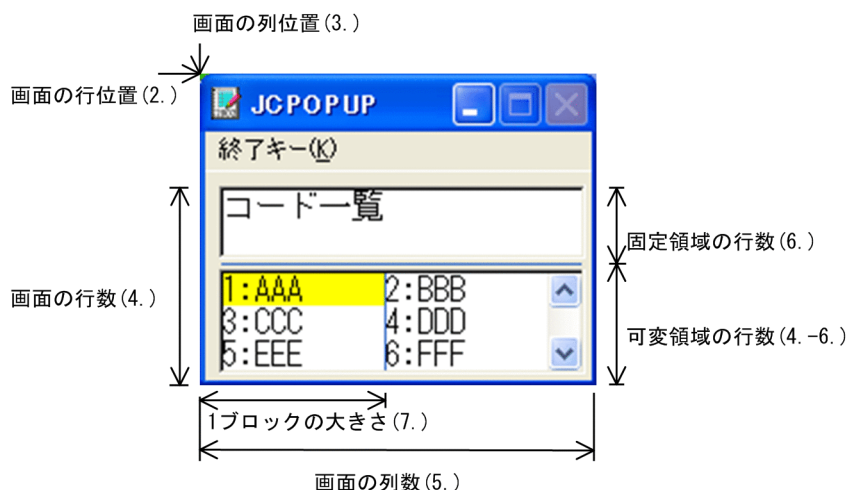 画面の列位置(3.)
画面の行位置(2.)
JCPOPUP
終了キー(K)
コード一覧
固定領域の行数(6.)
画面の行数(4.)
1:AAA 2:BBB
3:CCC 4:DDD
5:EEE 6:FFF
可変領域の行数(4.-6.)
1ブロックの大きさ(7.)
画面の列数(5.)